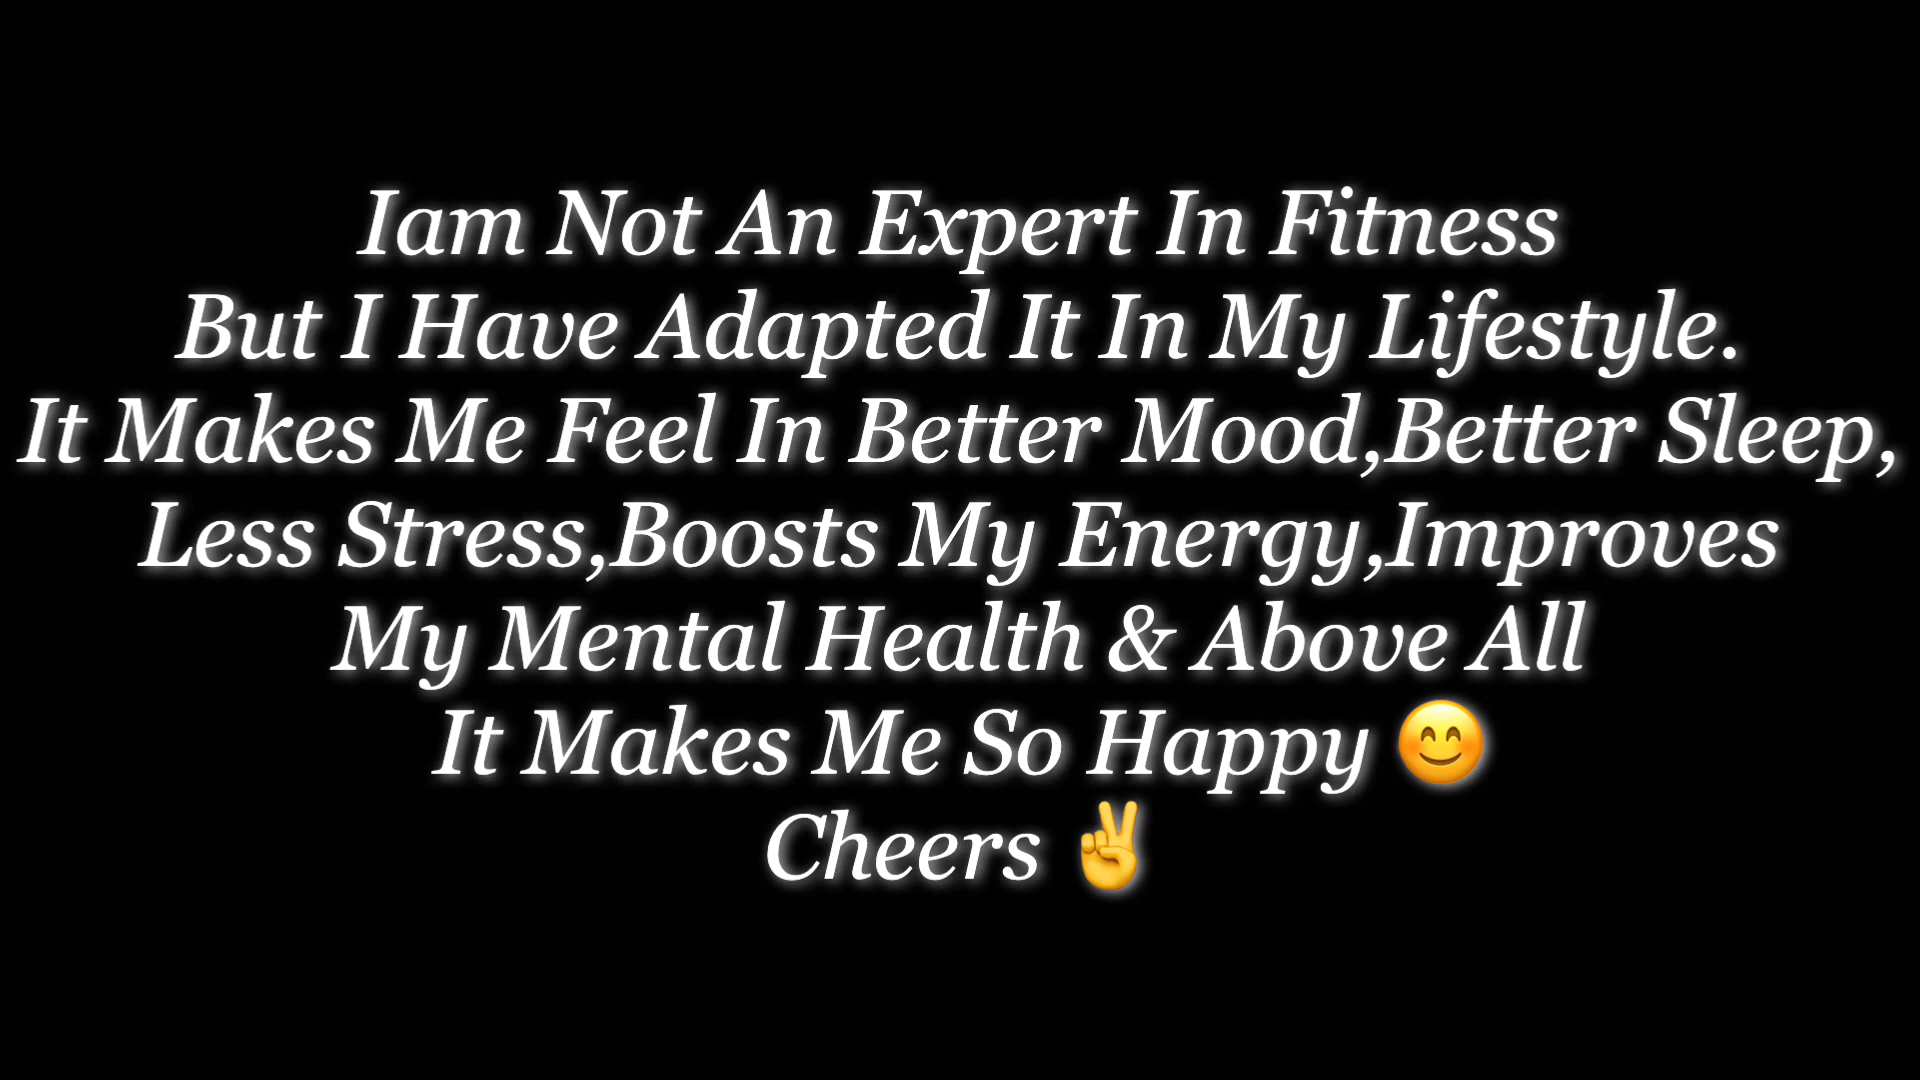 Iam Not An Expert In Fitness
But I Have Adapted It In My Lifestyle.
It Makes Me Feel In Better Mood,Better Sleep,
Less Stress,Boosts My Energy,Improves
My Mental Health & Above All
It Makes Me So Happy 😊
Cheers ✌️